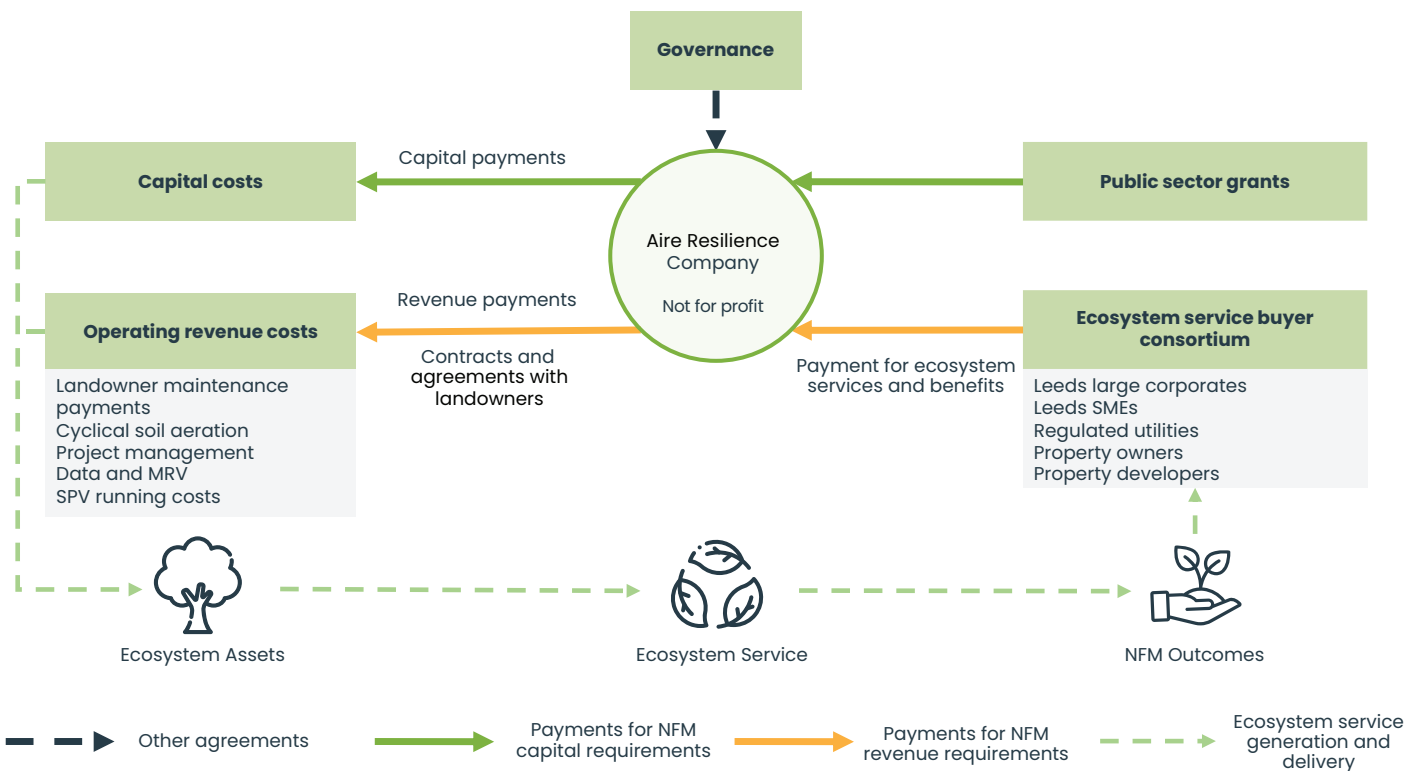 Governance
Capital payments
Capital costs
Public sector grants
Aire Resilience
Company
Not for profit
Revenue payments
Operating revenue costs
Contracts and
agreements with
landowners
Ecosystem service buyer
consortium
Payment for ecosystem
services and benefits
Landowner maintenance
payments
Cyclical soil aeration
Project management
Data and MRV
SPV running costs
Leeds large corporates
Leeds SMEs
Regulated utilities
Property owners
Property developers
Ecosystem Assets
Ecosystem Service
NFM Outcomes
Other agreements
Payments for NFM
capital requirements
Payments for NFM
revenue requirements
Ecosystem service
generation and
delivery